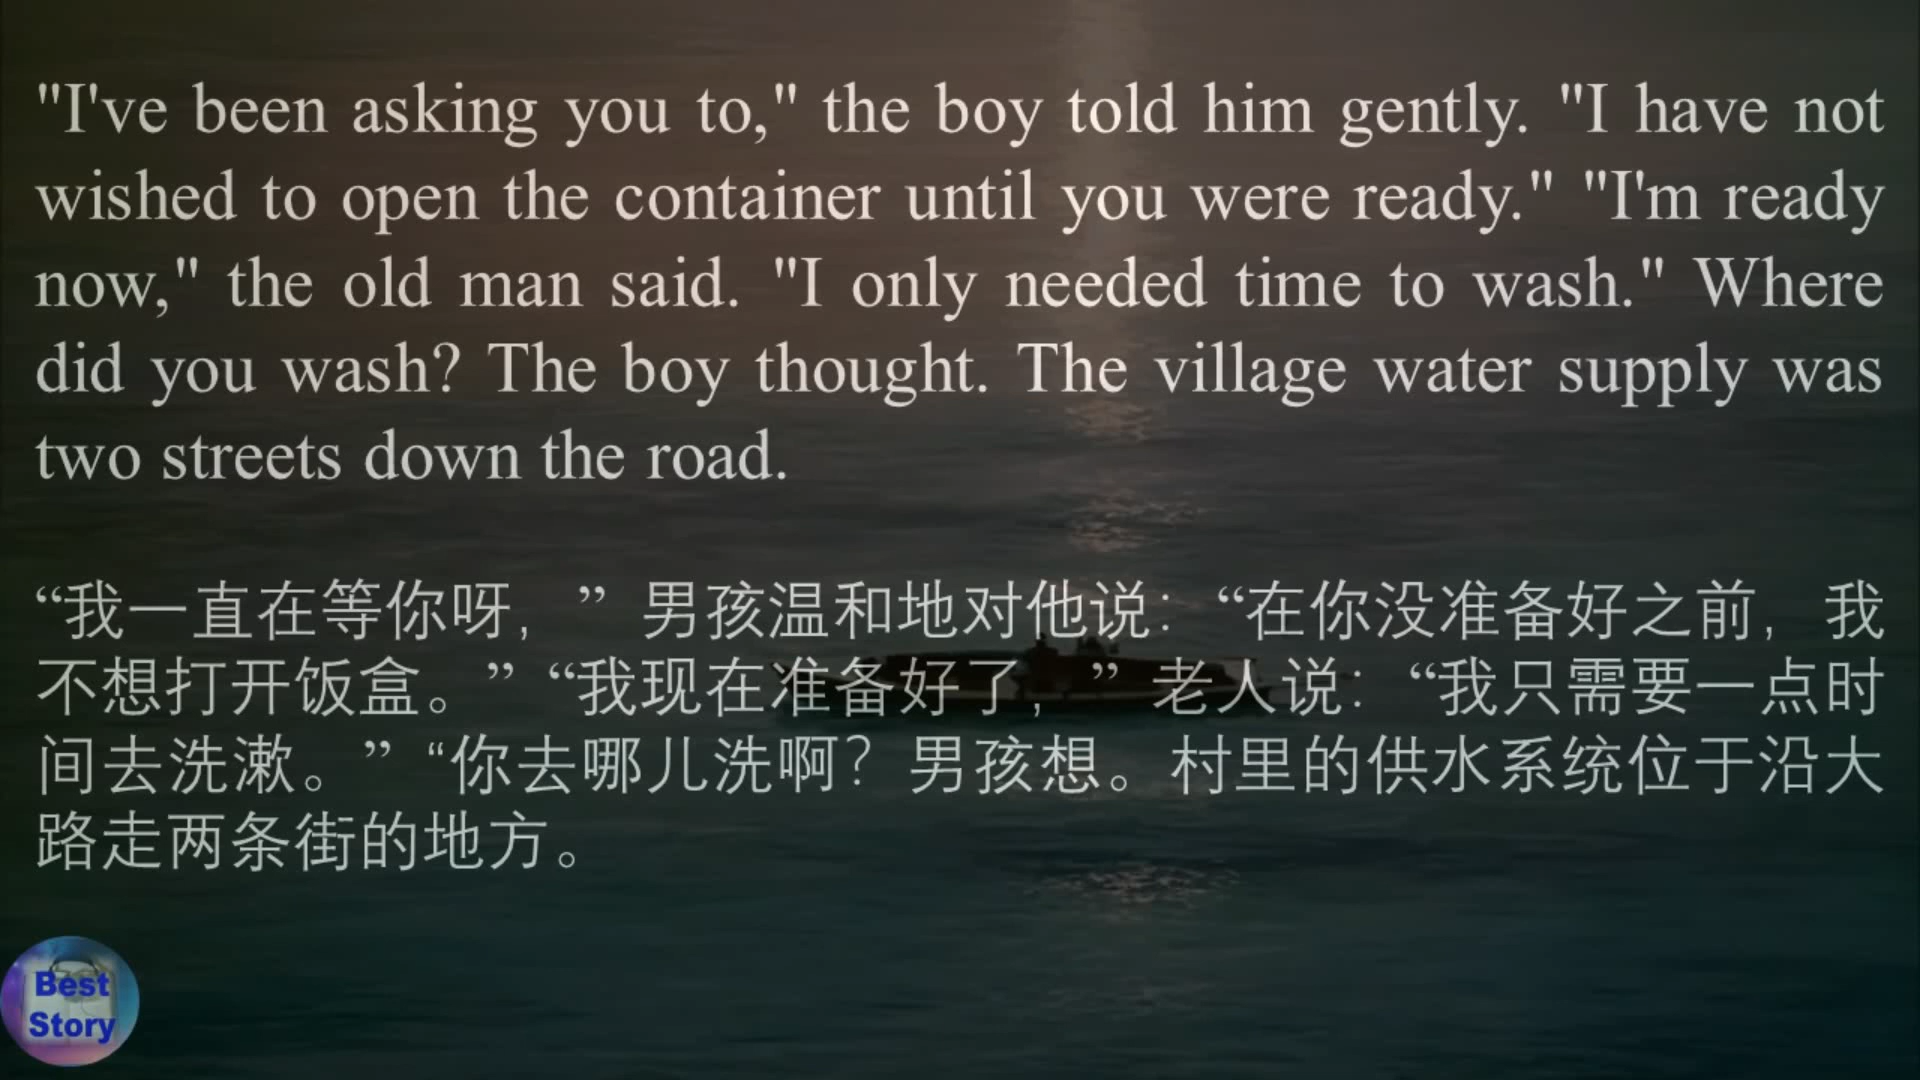 "I've been asking you to," the boy told him gently. "I have not
wished to open the container until you were ready." "I'm ready
now," the old man said. "I only needed time to wash." Where
did you wash? The boy thought. The village water supply was
two streets down the road.
“我一直在等你呀，” 男孩温和地对他说：“在你没准备好之前，我
不想打开饭盒。” “我现在准备好了，” 老人说：“我只需要一点时
间去洗漱。” “你去哪儿洗啊？男孩想。村里的供水系统位于沿大
路走两条街的地方。
Best
Story